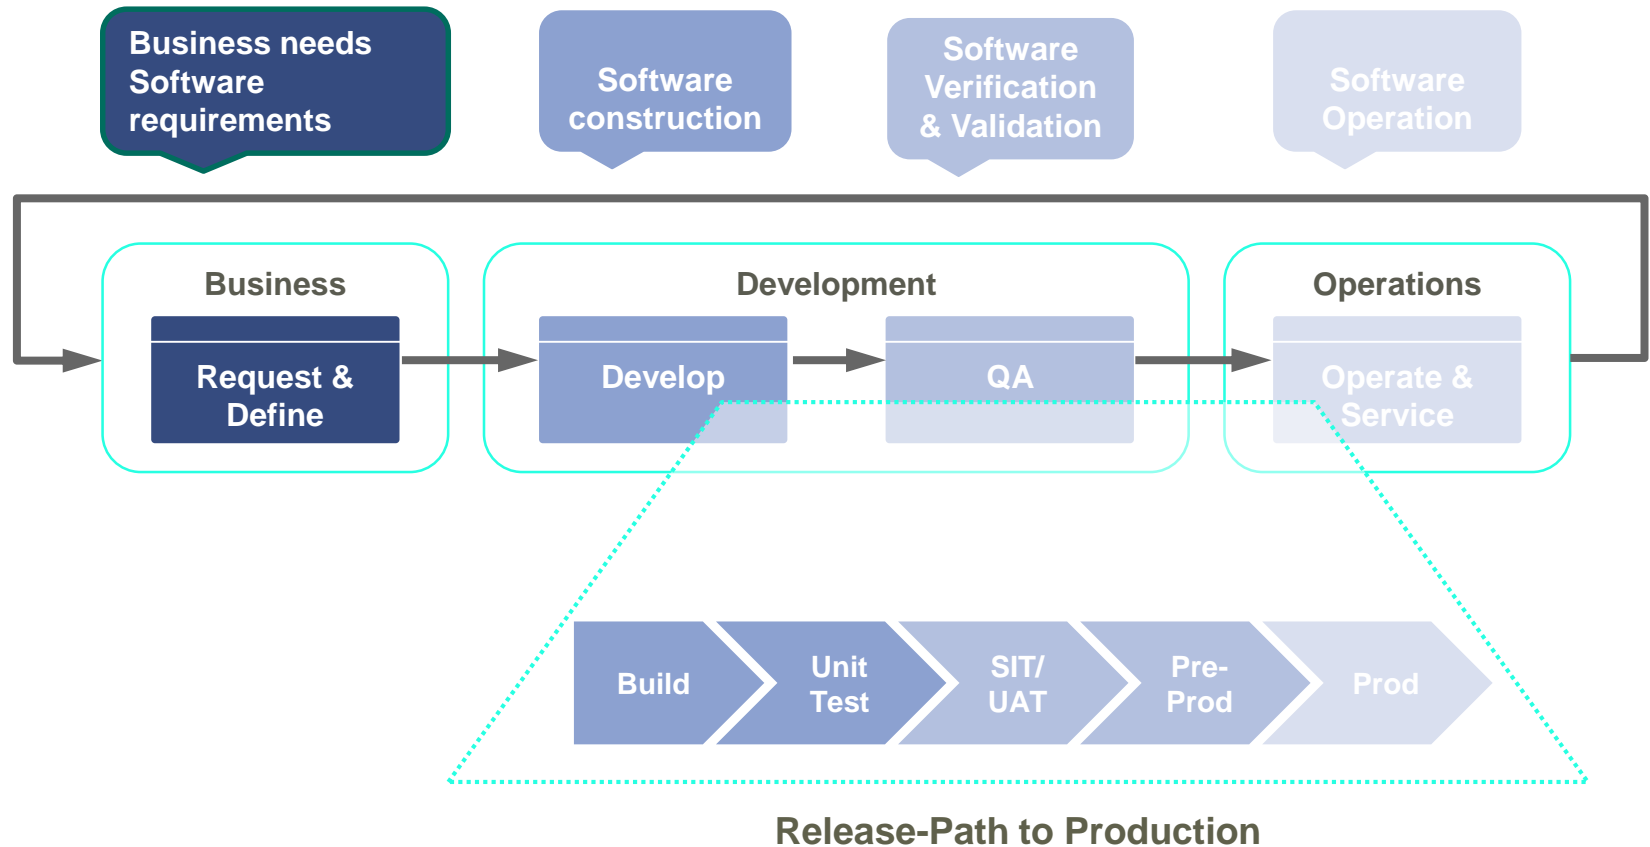 Business needs
Software
requirements
Software
construction
Software
Verification
& Validation
Software
Operation
Business
Development
Operations
Request &
Define
Develop
QA
Operate &
Service
Build
Unit
Test
SIT/
UAT
Pre-
Prod
Prod
Release-Path to Production